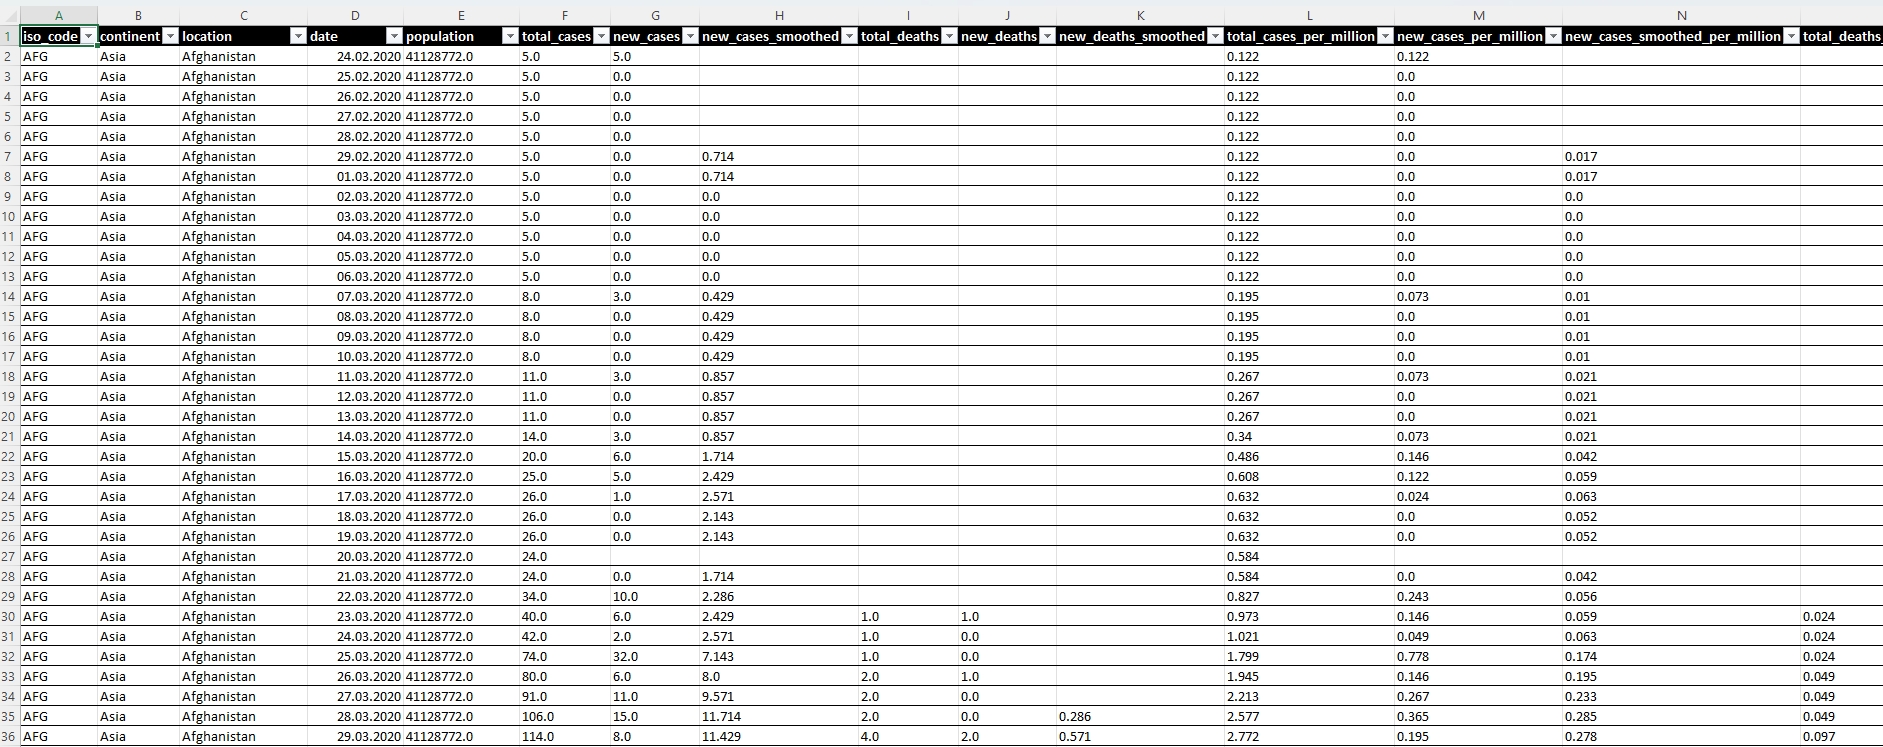 A B C D E F G H I J K L M N
1 iso_code continent location date population total_cases new_cases new_cases_smoothed total_deaths new_deaths new_deaths_smoothed total_cases_per_million new_cases_per_million new_cases_smoothed_per_million total_deaths_
2 AFG Asia Afghanistan 24.02.2020 41128772.0 5.0 5.0 0.122 0.122
3 AFG Asia Afghanistan 25.02.2020 41128772.0 5.0 0.0 0.122 0.0
4 AFG Asia Afghanistan 26.02.2020 41128772.0 5.0 0.0 0.122 0.0
5 AFG Asia Afghanistan 27.02.2020 41128772.0 5.0 0.0 0.122 0.0
6 AFG Asia Afghanistan 28.02.2020 41128772.0 5.0 0.0 0.122 0.0
7 AFG Asia Afghanistan 29.02.2020 41128772.0 5.0 0.0 0.714 0.122 0.0 0.017
8 AFG Asia Afghanistan 01.03.2020 41128772.0 5.0 0.0 0.714 0.122 0.0 0.017
9 AFG Asia Afghanistan 02.03.2020 41128772.0 5.0 0.0 0.0 0.122 0.0 0.0
10 AFG Asia Afghanistan 03.03.2020 41128772.0 5.0 0.0 0.0 0.122 0.0 0.0
11 AFG Asia Afghanistan 04.03.2020 41128772.0 5.0 0.0 0.0 0.122 0.0 0.0
12 AFG Asia Afghanistan 05.03.2020 41128772.0 5.0 0.0 0.0 0.122 0.0 0.0
13 AFG Asia Afghanistan 06.03.2020 41128772.0 5.0 0.0 0.0 0.122 0.0 0.0
14 AFG Asia Afghanistan 07.03.2020 41128772.0 8.0 3.0 0.429 0.195 0.073 0.01
15 AFG Asia Afghanistan 08.03.2020 41128772.0 8.0 0.0 0.429 0.195 0.0 0.01
16 AFG Asia Afghanistan 09.03.2020 41128772.0 8.0 0.0 0.429 0.195 0.0 0.01
17 AFG Asia Afghanistan 10.03.2020 41128772.0 8.0 0.0 0.429 0.195 0.0 0.01
18 AFG Asia Afghanistan 11.03.2020 41128772.0 11.0 3.0 0.857 0.267 0.073 0.021
19 AFG Asia Afghanistan 12.03.2020 41128772.0 11.0 0.0 0.857 0.267 0.0 0.021
20 AFG Asia Afghanistan 13.03.2020 41128772.0 11.0 0.0 0.857 0.267 0.0 0.021
21 AFG Asia Afghanistan 14.03.2020 41128772.0 14.0 3.0 0.857 0.34 0.073 0.021
22 AFG Asia Afghanistan 15.03.2020 41128772.0 20.0 6.0 1.714 0.486 0.146 0.042
23 AFG Asia Afghanistan 16.03.2020 41128772.0 25.0 5.0 2.429 0.608 0.122 0.059
24 AFG Asia Afghanistan 17.03.2020 41128772.0 26.0 1.0 2.571 0.632 0.024 0.063
25 AFG Asia Afghanistan 18.03.2020 41128772.0 26.0 0.0 2.143 0.632 0.0 0.052
26 AFG Asia Afghanistan 19.03.2020 41128772.0 26.0 0.0 2.143 0.632 0.0 0.052
27 AFG Asia Afghanistan 20.03.2020 41128772.0 24.0 0.584
28 AFG Asia Afghanistan 21.03.2020 41128772.0 24.0 0.0 1.714 0.584 0.0 0.042
29 AFG Asia Afghanistan 22.03.2020 41128772.0 34.0 10.0 2.286 0.827 0.243 0.056
30 AFG Asia Afghanistan 23.03.2020 41128772.0 40.0 6.0 2.429 1.0 1.0 0.973 0.146 0.059 0.024
31 AFG Asia Afghanistan 24.03.2020 41128772.0 42.0 2.0 2.571 1.0 0.0 1.021 0.049 0.063 0.024
32 AFG Asia Afghanistan 25.03.2020 41128772.0 74.0 32.0 7.143 1.0 0.0 1.799 0.778 0.174 0.024
33 AFG Asia Afghanistan 26.03.2020 41128772.0 80.0 6.0 8.0 2.0 1.0 1.945 0.146 0.195 0.049
34 AFG Asia Afghanistan 27.03.2020 41128772.0 91.0 11.0 9.571 2.0 0.0 2.213 0.267 0.233 0.049
35 AFG Asia Afghanistan 28.03.2020 41128772.0 106.0 15.0 11.714 2.0 0.0 0.286 2.577 0.365 0.285 0.049
36 AFG Asia Afghanistan 29.03.2020 41128772.0 114.0 8.0 11.429 4.0 2.0 0.571 2.772 0.195 0.278 0.097